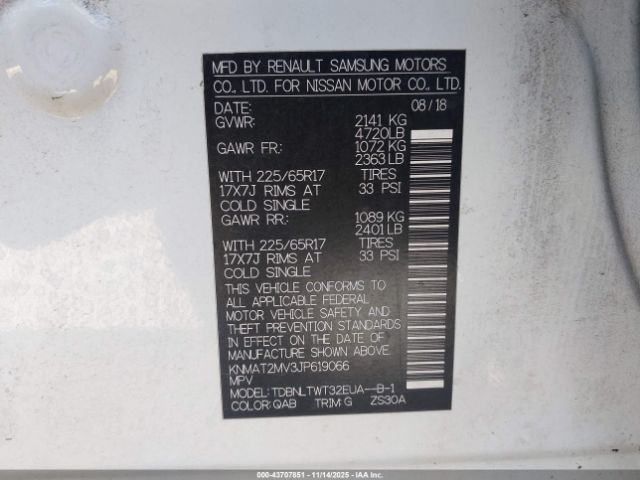 MFD BY RENAULT SAMSUNG MOTORS
CO., LTD. FOR NISSAN MOTOR CO., LTD.
DATE: 08/18
GVWR: 2141 KG
4720LB
GAWR FR: 1072 KG
2363 LB
WITH 225/65R17 TIRES
17X7J RIMS AT 33 PSI
COLD SINGLE
GAWR RR.: 1089 KG
2401 LB
WITH 225/65R17 TIRES
17X7J RIMS AT 33 PSI
COLD SINGLE
THIS VEHICLE CONFORMS TO
ALL APPLICABLE FEDERAL
MOTOR VEHICLE SAFETY AND
THEFT PREVENTION STANDARDS
IN EFFECT ON THE DATE OF
MANUFACTURE SHOWN ABOVE.
KNMAT2MV3JP619066
MPV
MODEL: TDBNLTWT32EUA--B-1
COLOR: QAB TRIM: G ZS30A
000-43707851 - 11/14/2025 - COPYRIGHT IAA, LLC